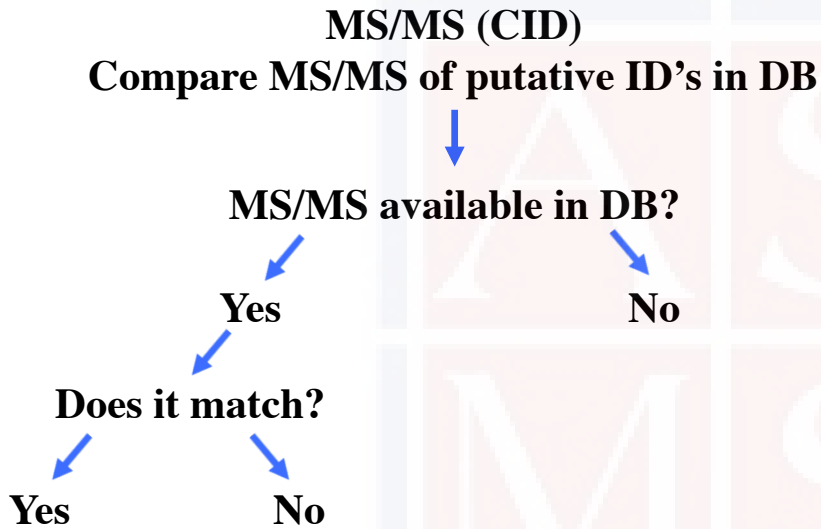 MS/MS (CID)
Compare MS/MS of putative ID's in DB
MS/MS available in DB?
Yes No
Does it match?
Yes No
A S
M S